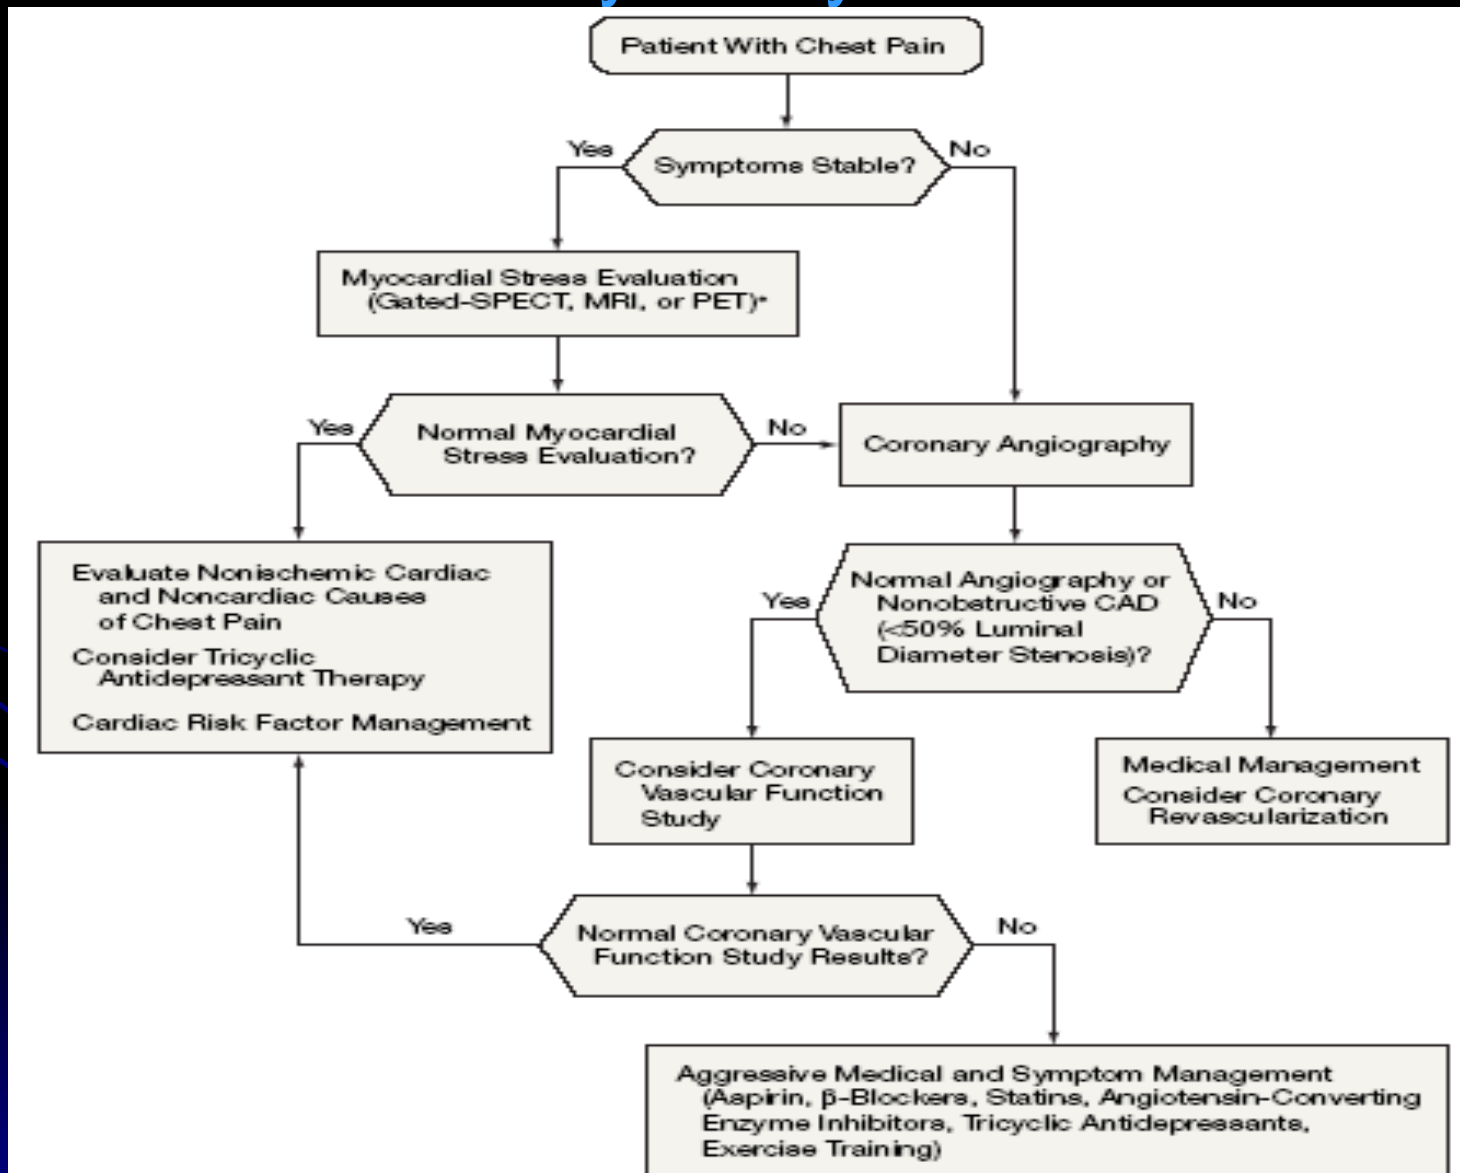 Patient With Chest Pain
Symptoms Stable?
Yes
No
Myocardial Stress Evaluation
(Gated-SPECT, MRI, or PET)*
Normal Myocardial
Stress Evaluation?
Yes
No
Coronary Angiography
Evaluate Nonischemic Cardiac
and Noncardiac Causes
of Chest Pain
Consider Tricyclic
Antidepressant Therapy
Cardiac Risk Factor Management
Normal Angiography or
Nonobstructive CAD
(<50% Luminal
Diameter Stenosis)?
Yes
No
Consider Coronary
Vascular Function
Study
Medical Management
Consider Coronary
Revascularization
Normal Coronary Vascular
Function Study Results?
Yes
No
Aggressive Medical and Symptom Management
(Aspirin, β-Blockers, Statins, Angiotensin-Converting
Enzyme Inhibitors, Tricyclic Antidepressants,
Exercise Training)